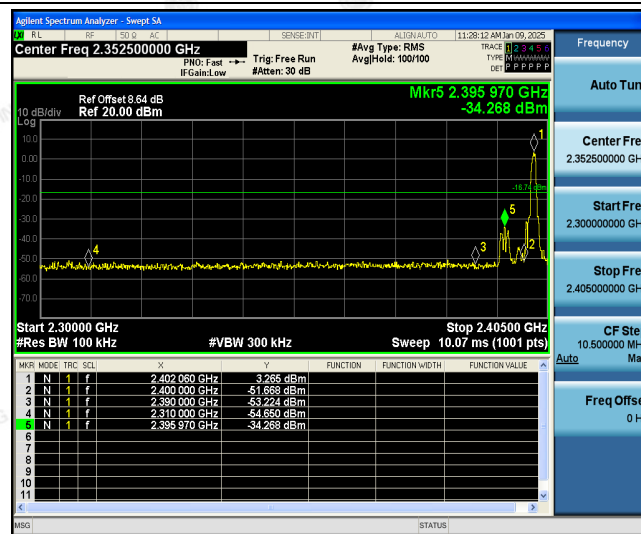 Agilent Spectrum Analyzer - Swept SA
LXI RL RF 50 Ω AC SENSE:INT ALIGN AUTO 11:28:12 AM Jan 09, 2025
Center Freq 2.352500000 GHz #Avg Type: RMS TRACE 1 2 3 4 5 6
PNO: Fast Trig: Free Run Avg|Hold: 100/100 TYPE M
IFGain:Low #Atten: 30 dB DET P P P P P P
Mkr5 2.395 970 GHz
Ref Offset 8.64 dB
10 dB/div Ref 20.00 dBm -34.268 dBm
Log
10.0
0.00
-10.0
-20.0
-30.0
-40.0
-50.0
-60.0
-70.0
1
5
4
3
2
Start 2.30000 GHz Stop 2.40500 GHz
#Res BW 100 kHz #VBW 300 kHz Sweep 10.07 ms (1001 pts)
MKR MODE TRC SCL X Y FUNCTION FUNCTION WIDTH FUNCTION VALUE
1 N 1 f 2.402 060 GHz 3.265 dBm
2 N 1 f 2.400 000 GHz -51.668 dBm
3 N 1 f 2.390 000 GHz -53.224 dBm
4 N 1 f 2.310 000 GHz -54.650 dBm
5 N 1 f 2.395 970 GHz -34.268 dBm
6
7
8
9
10
11
MSG STATUS
Frequency
Auto Tun
Center Fre
2.352500000 GH
Start Fre
2.300000000 GH
Stop Fre
2.405000000 GH
CF Ste
10.500000 MH
Auto Ma
Freq Offse
0 H